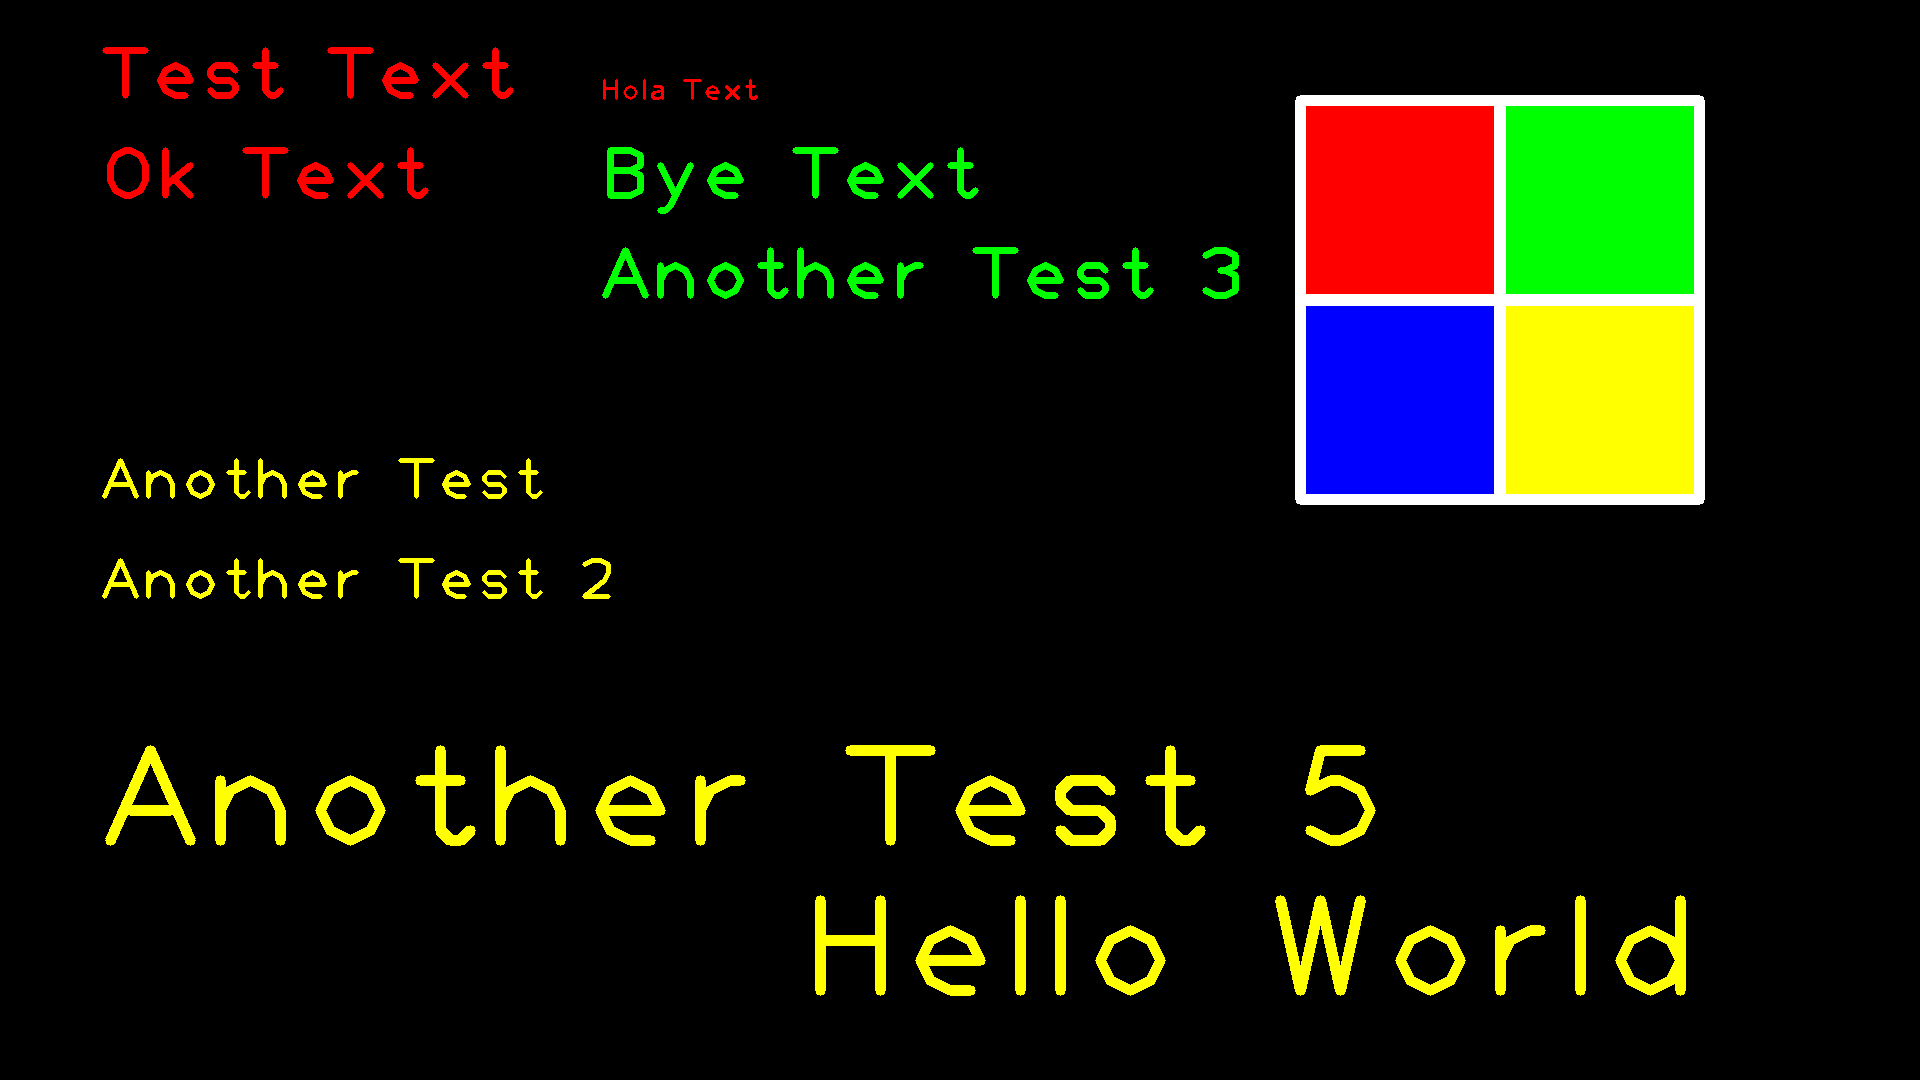 Test Text
Hola Text
Ok Text
Bye Text
Another Test 3
Another Test
Another Test 2
Another Test 5
Hello World